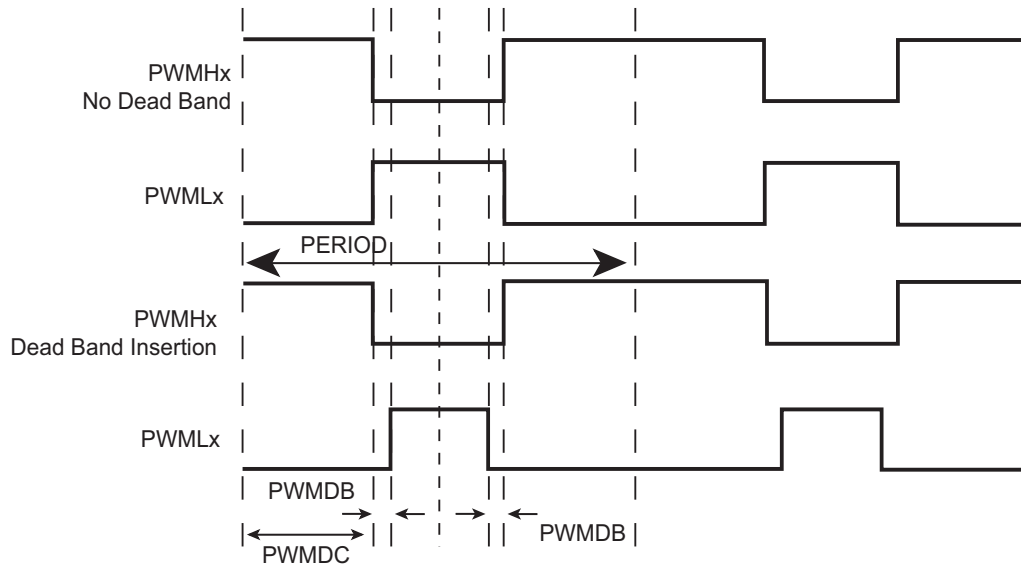 PWMHx
No Dead Band
PWMLx
PERIOD
PWMHx
Dead Band Insertion
PWMLx
PWMDB
PWMDB
PWMDC